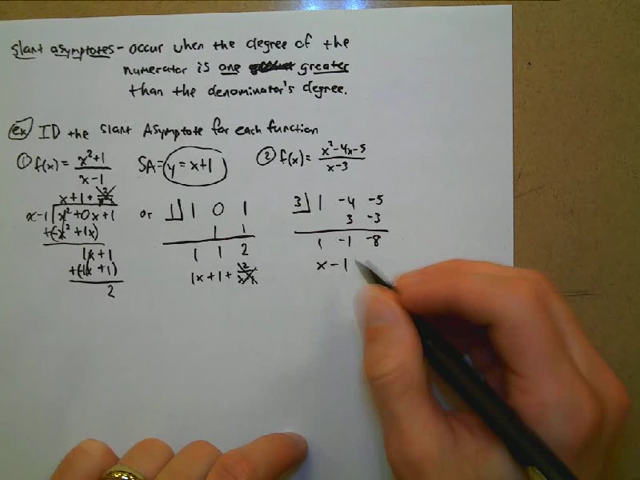 Slant asymptotes - occur when the degree of the
numerator is one greater
than the denominator's degree.
ex ID the Slant Asymptote for each function
① f(x) = x²+1 / x-1 SA= y = x+1 ② f(x) = x²-4x-5 / x-3
x+1+
x-1 x²+0x+1 or 1 1 0 1 3 1 -4 -5
+(-x²+1x) 1 1 3 -3
1x+1 1 1 2 1 -1 -8
+(-1x+1) 1x+1+ 2/x-1 x-1
2